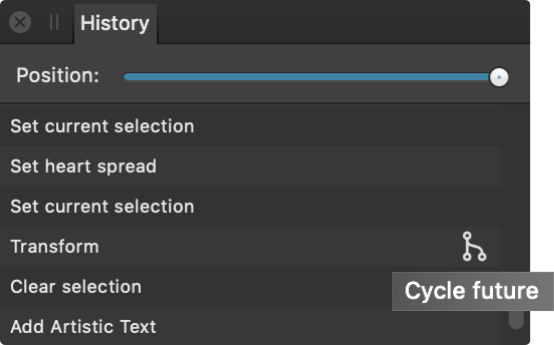 History
Position:
Set current selection
Set heart spread
Set current selection
Transform
Clear selection
Cycle future
Add Artistic Text